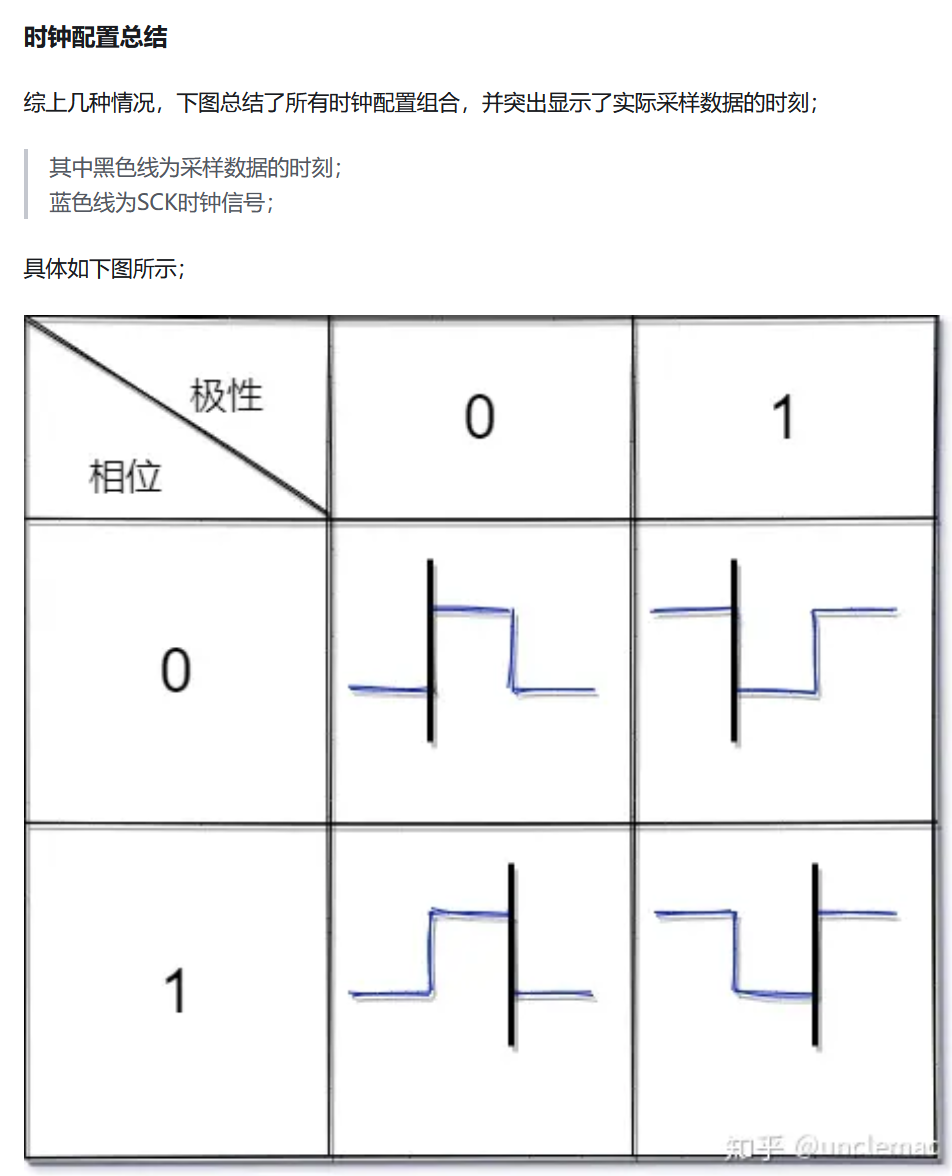 时钟配置总结
综上几种情况，下图总结了所有时钟配置组合，并突出显示了实际采样数据的时刻；
其中黑色线为采样数据的时刻；
蓝色线为SCK时钟信号；
具体如下图所示；
极性
相位
0
1
0
1
知乎 @unclemac